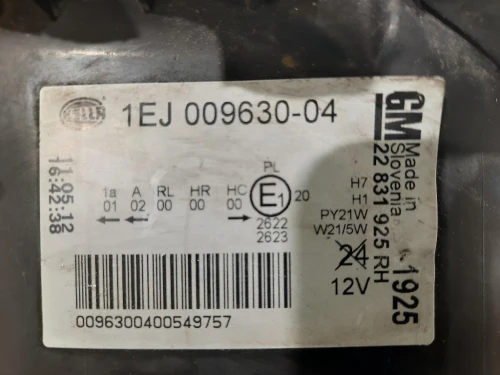 HELLA
1EJ 009630-04
11.05.12
16:42:38
PL
1a A RL HR HC E1 20
01 02 00 00 00
2622
2623
H7
H1
PY21W
W21/5W
24
12V
0096300400549757
GM
Made in
Slovenia
22 831 925 RH
1925